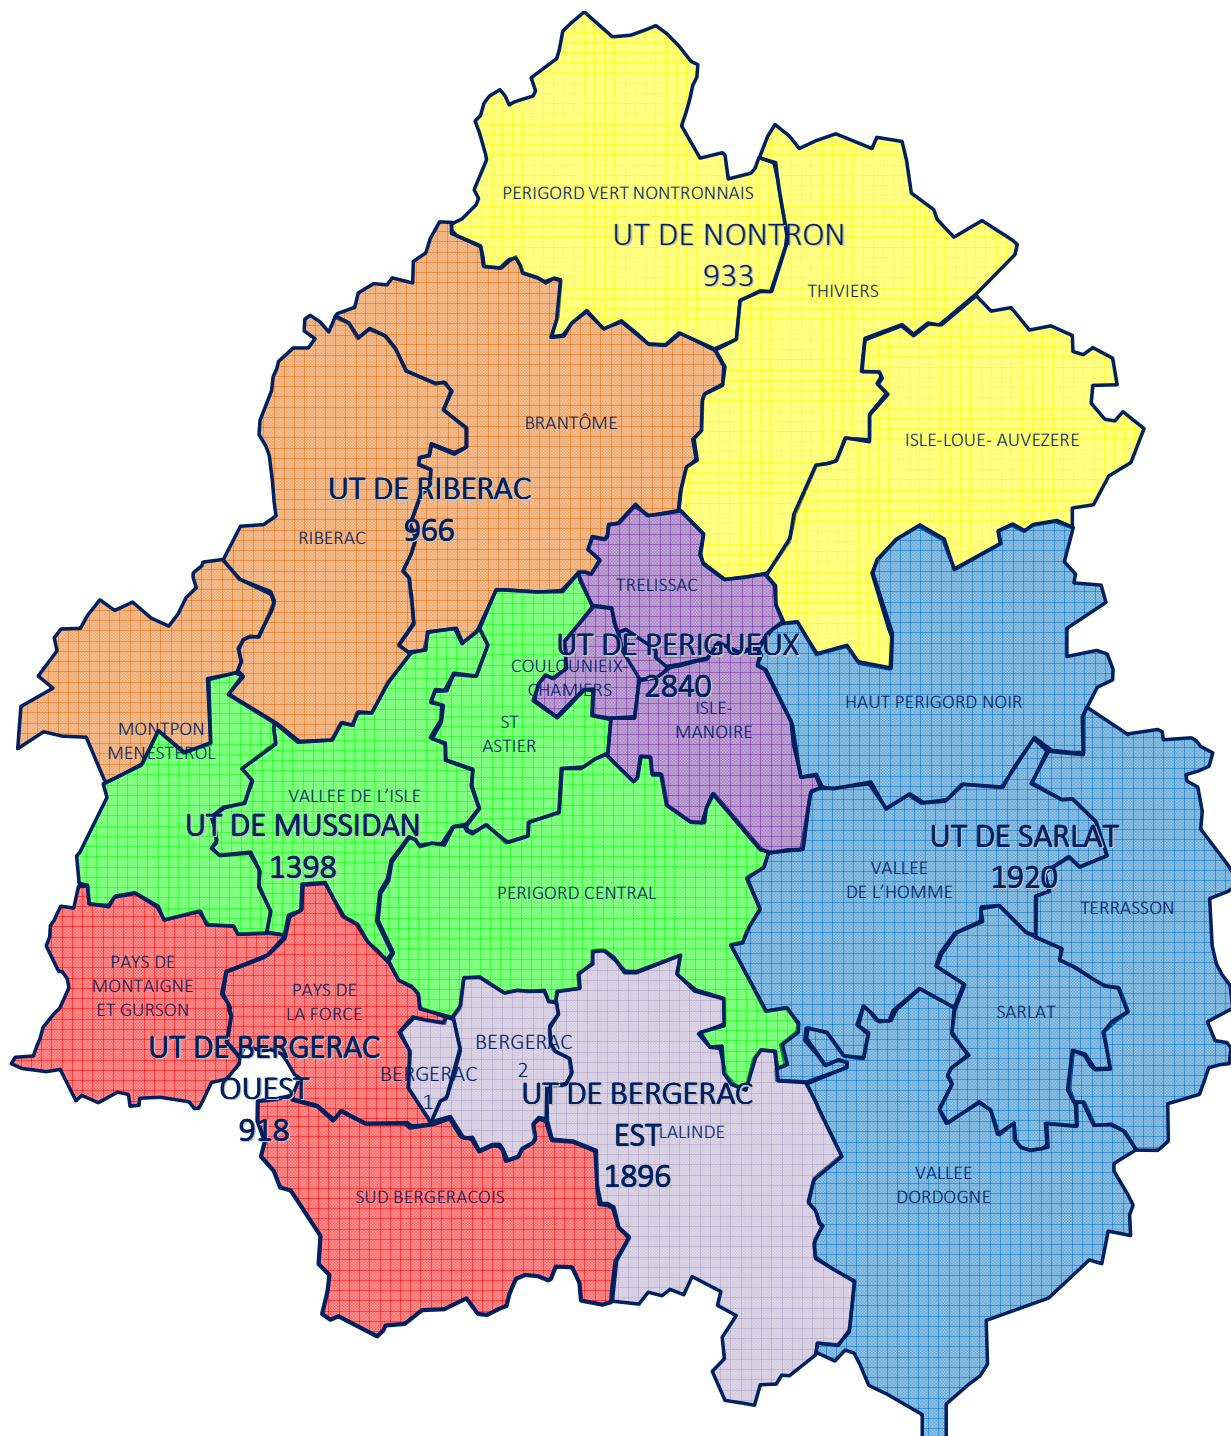 PERIGORD VERT NONTRONNAIS
UT DE NONTRON
933
THIVIERS
BRANTÔME
ISLE-LOUE- AUVEZERE
UT DE RIBERAC
966
RIBERAC
TRELISSAC
UT DE PERIGUEUX
2840
COULOUNIEIX-
CHAMIERS
ISLE-
MANOIRE
HAUT PERIGORD NOIR
ST
ASTIER
MONTPON
MENESTEROL
VALLEE DE L'ISLE
UT DE MUSSIDAN
1398
UT DE SARLAT
1920
VALLEE
DE L'HOMME
PERIGORD CENTRAL
TERRASSON
PAYS DE
MONTAIGNE
ET GURSON
PAYS DE
LA FORCE
SARLAT
UT DE BERGERAC
OUEST
918
BERGERAC
1
BERGERAC
2
UT DE BERGERAC
EST
1896
LALINDE
VALLEE
DORDOGNE
SUD BERGERACOIS